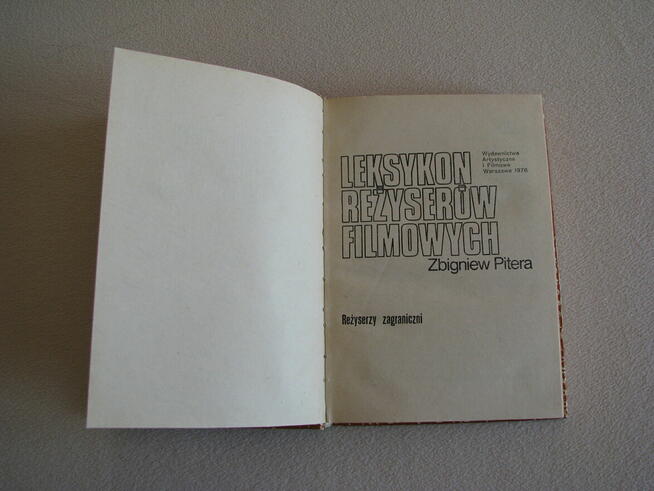 LEKSYKON
REŻYSERÓW
FILMOWYCH
Wydawnictwa
Artystyczne
i Filmowe
Warszawa 1976
Zbigniew Pitera
Reżyserzy zagraniczni